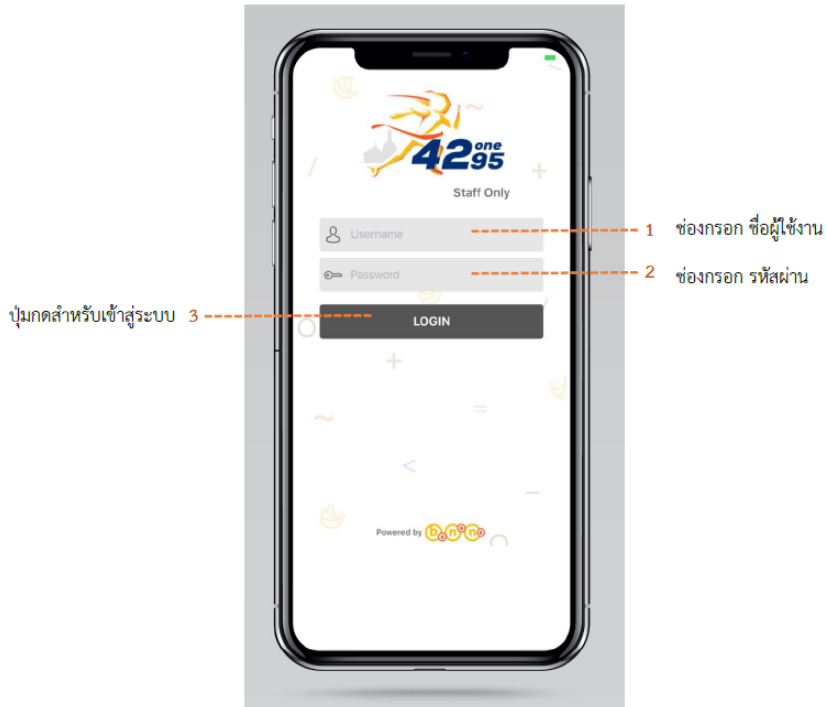 42 one 95
Staff Only
Username
1 ช่องกรอก ชื่อผู้ใช้งาน
Password
2 ช่องกรอก รหัสผ่าน
ปุ่มกดสำหรับเข้าสู่ระบบ 3
LOGIN
Powered by banana